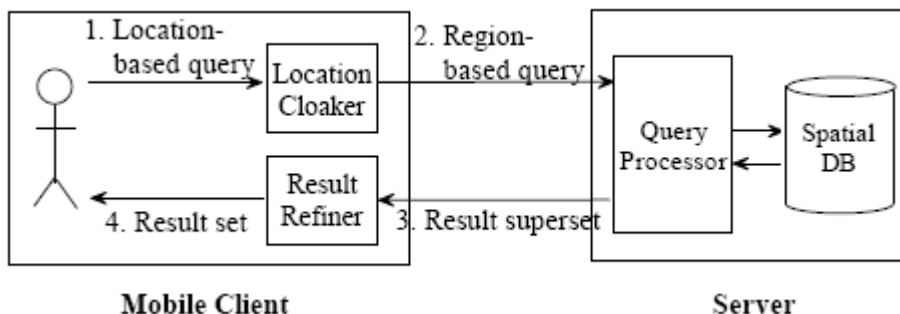 1. Location-
based query
2. Region-
based query
Location
Cloaker
Query
Processor
Spatial
DB
Result
Refiner
4. Result set
3. Result superset
Mobile Client
Server